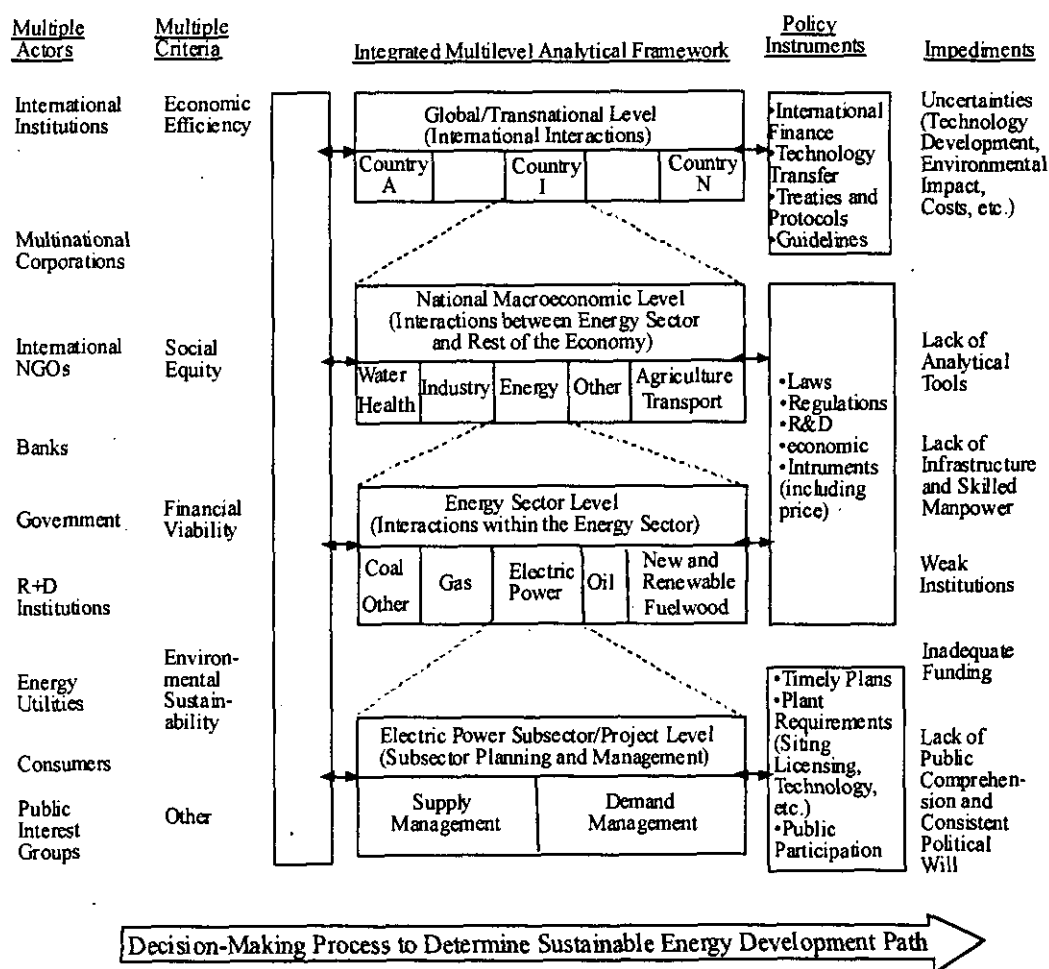 Multiple
Actors
Multiple
Criteria
Integrated Multilevel Analytical Framework
Policy
Instruments
Impediments
International
Institutions
Multinational
Corporations
International
NGOs
Banks
Government
R+D
Institutions
Energy
Utilities
Consumers
Public
Interest
Groups
Economic
Efficiency
Social
Equity
Financial
Viability
Environ-
mental
Sustain-
ability
Other
Global/Transnational Level
(International Interactions)
Country
A
Country
I
Country
N
National Macroeconomic Level
(Interactions between Energy Sector
and Rest of the Economy)
Water
Health
Industry
Energy
Other
Agriculture
Transport
Energy Sector Level
(Interactions within the Energy Sector)
Coal
Other
Gas
Electric
Power
Oil
New and
Renewable
Fuelwood
Electric Power Subsector/Project Level
(Subsector Planning and Management)
Supply
Management
Demand
Management
•International
Finance
•Technology
Transfer
•Treaties and
Protocols
•Guidelines
•Laws
•Regulations
•R&D
•economic
•Intruments
(including
price)
•Timely Plans
•Plant
Requirements
(Siting
Licensing,
Technology,
etc.)
•Public
Participation
Uncertainties
(Technology
Development,
Environmental
Impact,
Costs, etc.)
Lack of
Analytical
Tools
Lack of
Infrastructure
and Skilled
Manpower
Weak
Institutions
Inadequate
Funding
Lack of
Public
Comprehen-
sion and
Consistent
Political
Will
Decision-Making Process to Determine Sustainable Energy Development Path